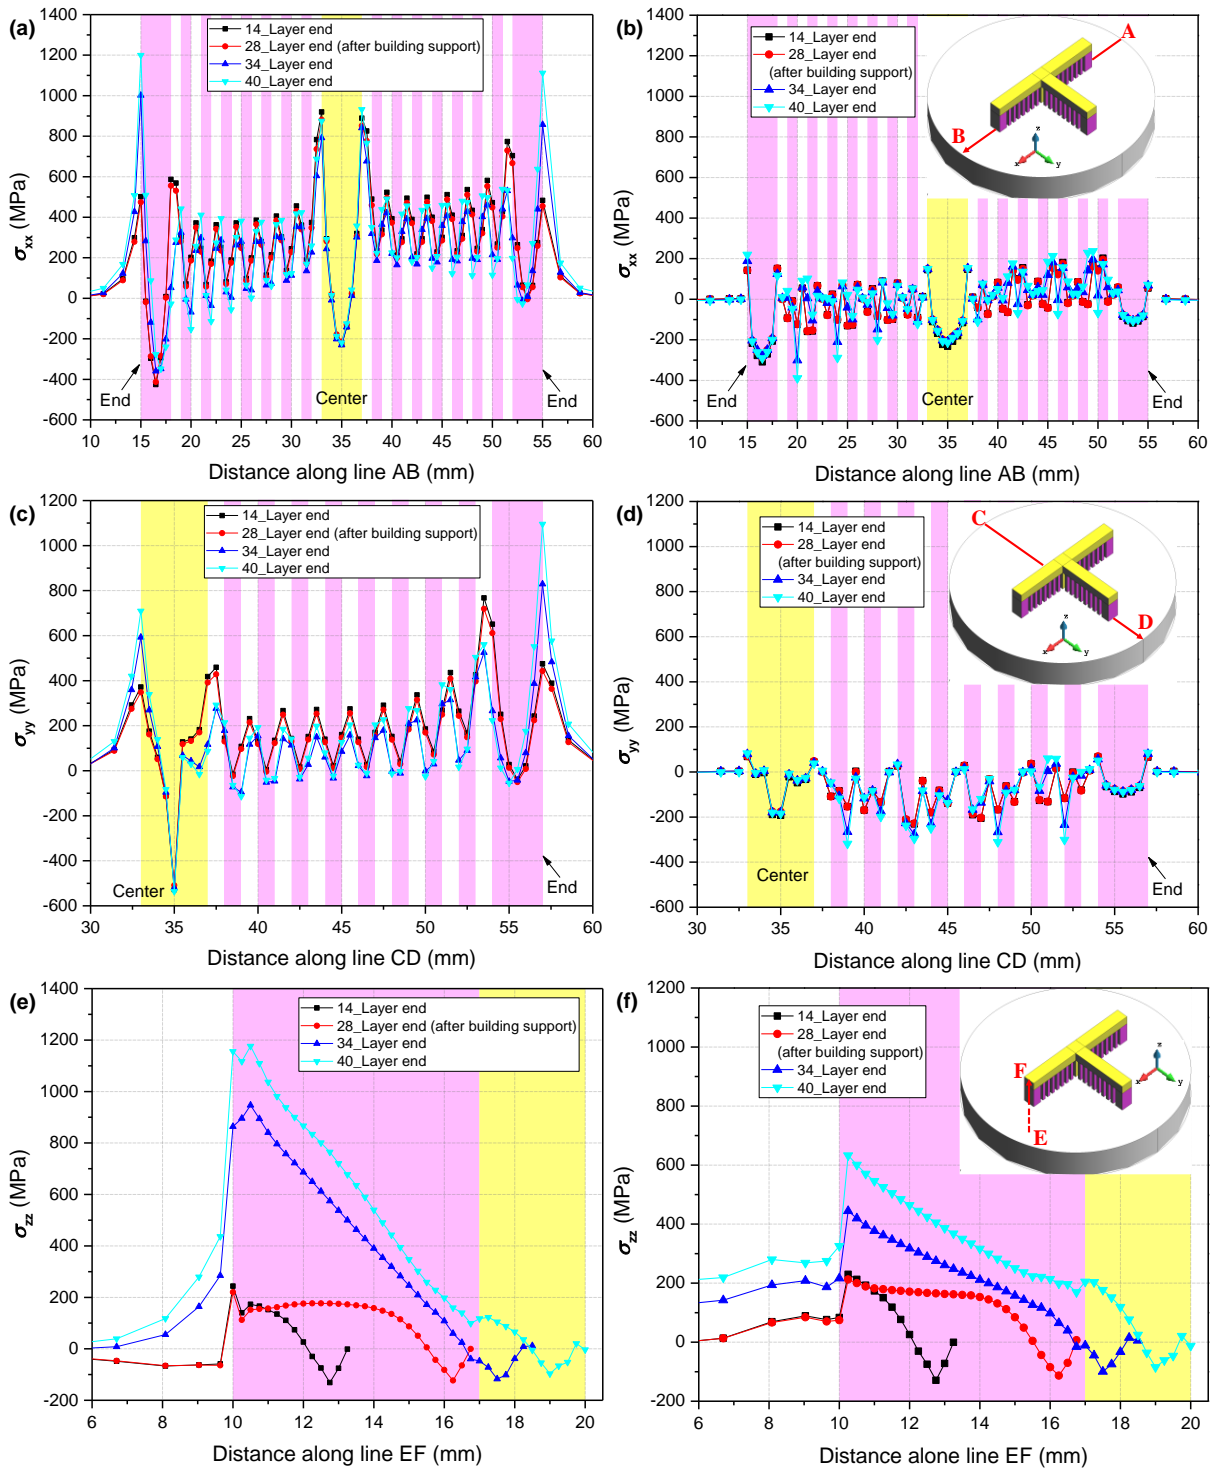 (a)
1400
1200
1000
800
600
400
200
0
-200
-400
-600
σxx (MPa)
14_Layer end
28_Layer end (after building support)
34_Layer end
40_Layer end
End
Center
End
10 15 20 25 30 35 40 45 50 55 60
Distance along line AB (mm)
(b)
1400
1200
1000
800
600
400
200
0
-200
-400
-600
σxx (MPa)
14_Layer end
28_Layer end
(after building support)
34_Layer end
40_Layer end
A
B
z
x
y
End
Center
End
10 15 20 25 30 35 40 45 50 55 60
Distance along line AB (mm)
(c)
1200
1000
800
600
400
200
0
-200
-400
-600
σyy (MPa)
14_Layer end
28_Layer end (after building support)
34_Layer end
40_Layer end
Center
End
30 35 40 45 50 55 60
Distance along line CD (mm)
(d)
1200
1000
800
600
400
200
0
-200
-400
-600
σyy (MPa)
14_Layer end
28_Layer end
(after building support)
34_Layer end
40_Layer end
C
D
z
x
y
Center
End
30 35 40 45 50 55 60
Distance along line CD (mm)
(e)
1400
1200
1000
800
600
400
200
0
-200
σzz (MPa)
14_Layer end
28_Layer end (after building support)
34_Layer end
40_Layer end
6 8 10 12 14 16 18 20
Distance along line EF (mm)
(f)
1200
1000
800
600
400
200
0
-200
σzz (MPa)
14_Layer end
28_Layer end
(after building support)
34_Layer end
40_Layer end
F
E
z
x
y
6 8 10 12 14 16 18 20
Distance alone line EF (mm)